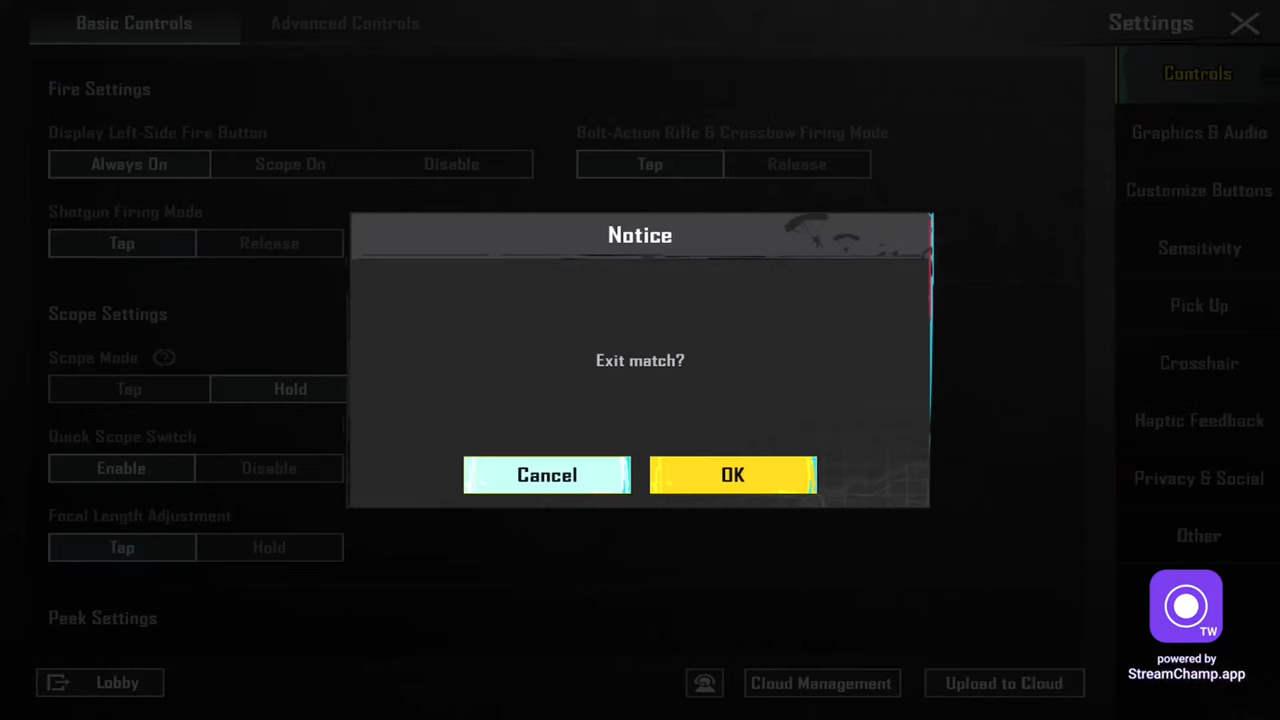 Basic Controls Advanced Controls Settings
Controls
Graphics & Audio
Customize Buttons
Sensitivity
Pick Up
Crosshair
Haptic Feedback
Privacy & Social
Other
Fire Settings
Display Left-Side Fire Button
Always On Scope On Disable
Bolt-Action Rifle & Crossbow Firing Mode
Tap Release
Shotgun Firing Mode
Tap Release
Scope Settings
Scope Mode ?
Tap Hold
Quick Scope Switch
Enable Disable
Focal Length Adjustment
Tap Hold
Peek Settings
Notice
Exit match?
Cancel OK
Lobby Cloud Management Upload to Cloud
TW
powered by
StreamChamp.app